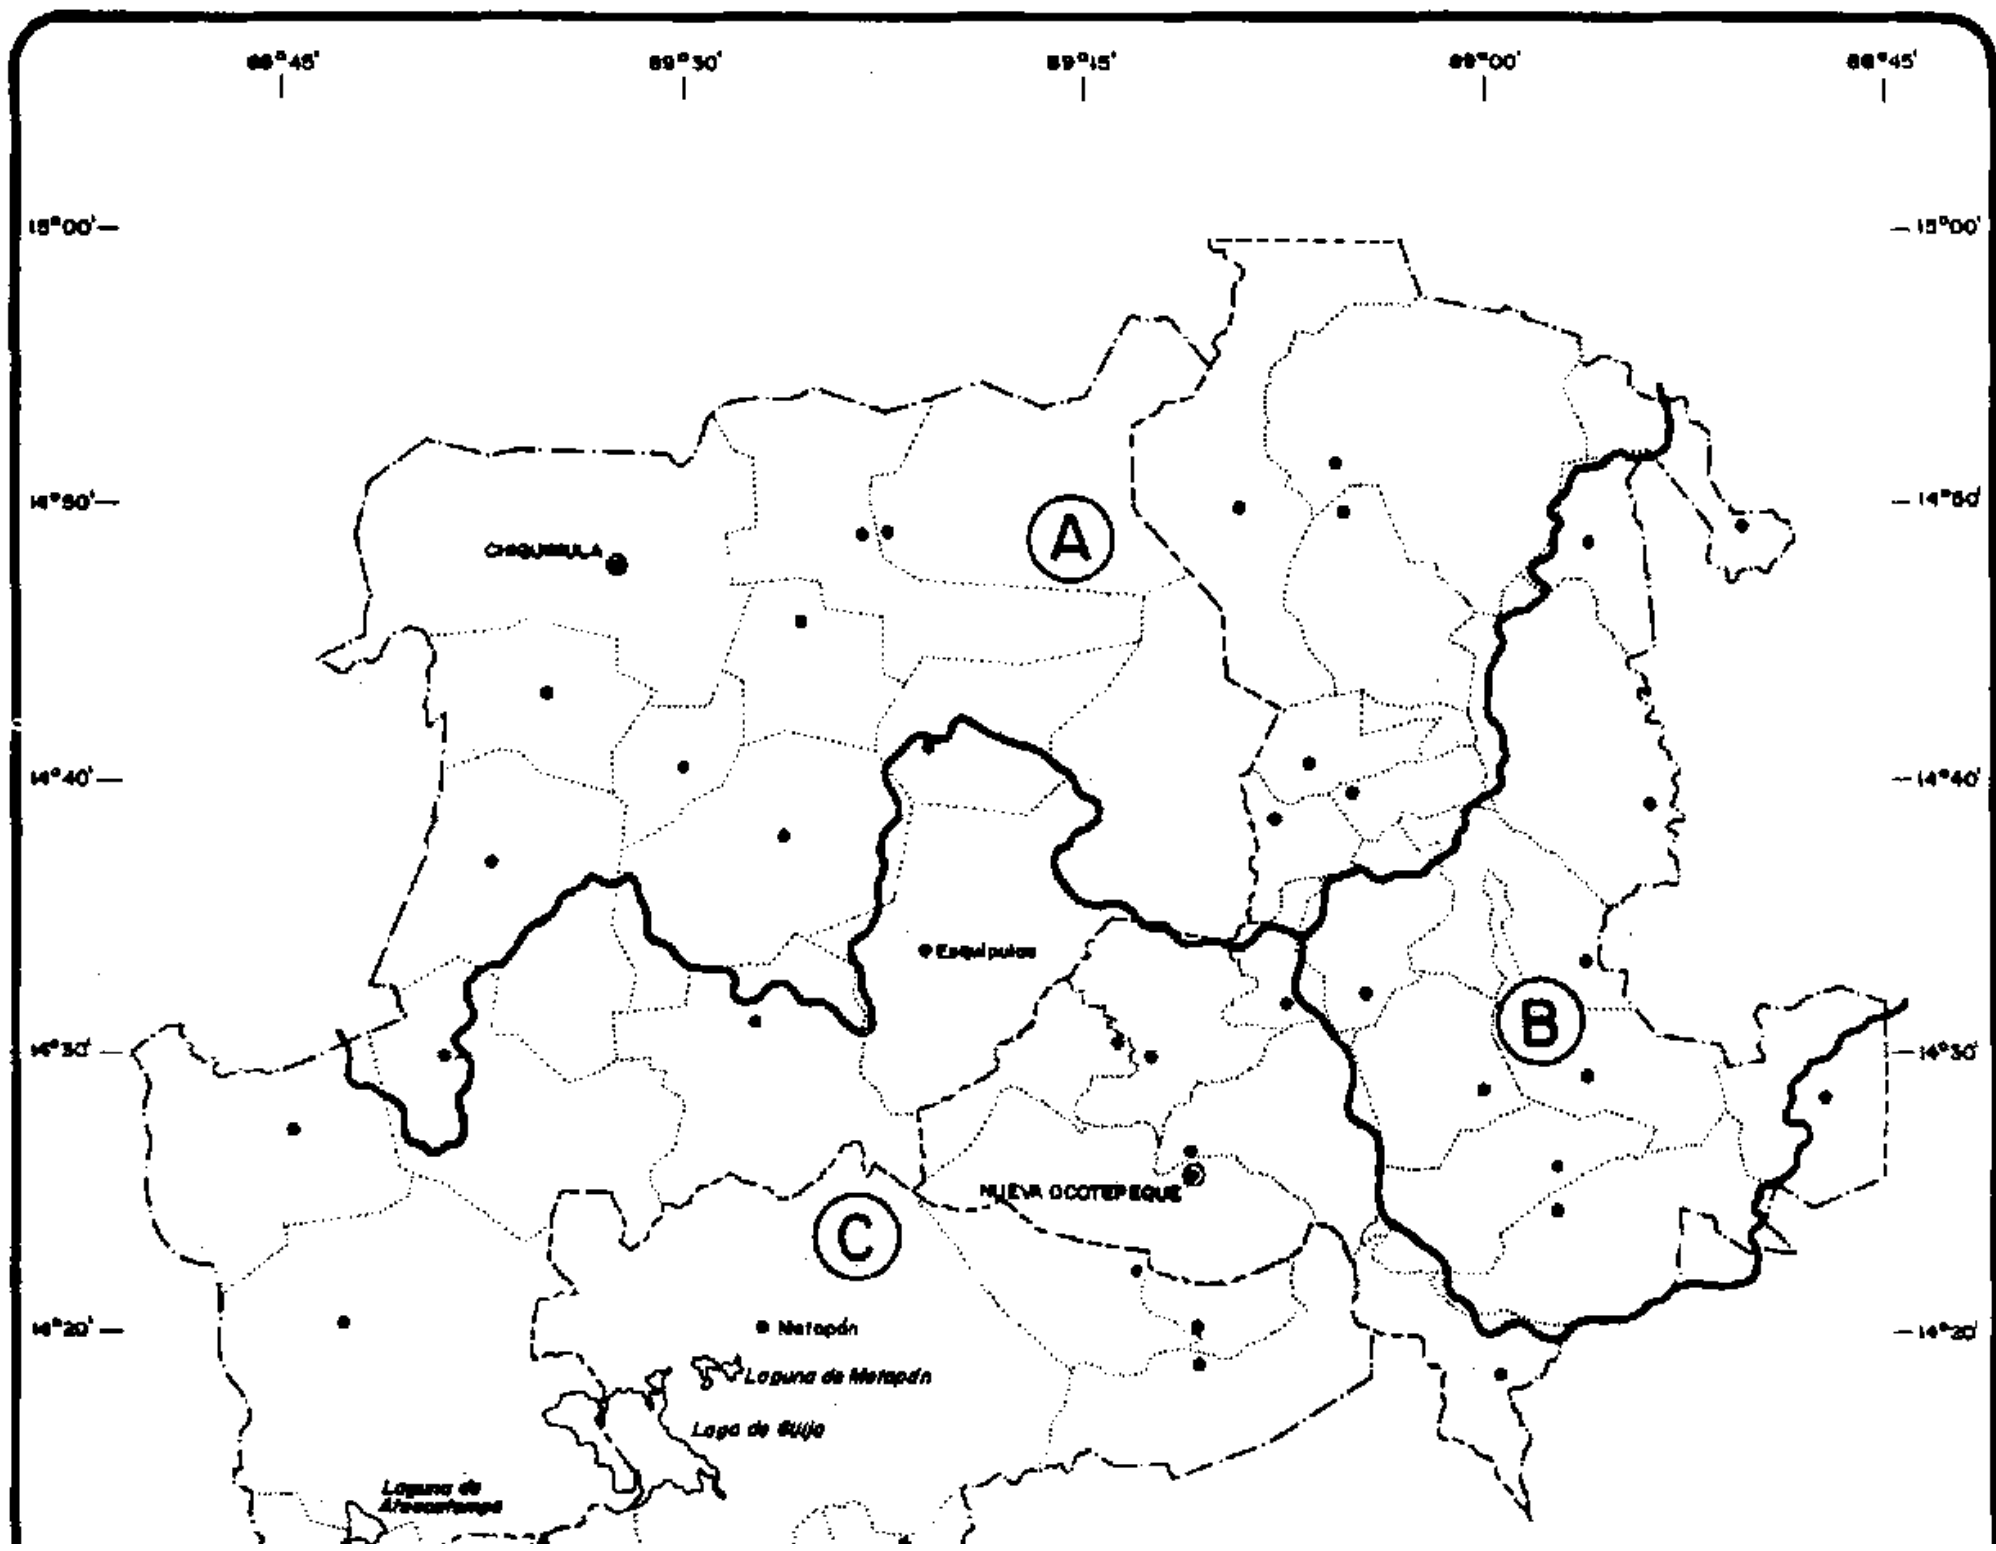 89°45'
89°30'
89°15'
89°00'
88°45'
15°00'
15°00'
14°50'
14°50'
CHIQUIMULA
A
14°40'
14°40'
Esquipulas
B
14°30'
14°30'
NUEVA OCOTEPEQUE
C
14°20'
Metapán
14°20'
Laguna de Metapán
Lago de Güija
Laguna de
Atescatempa